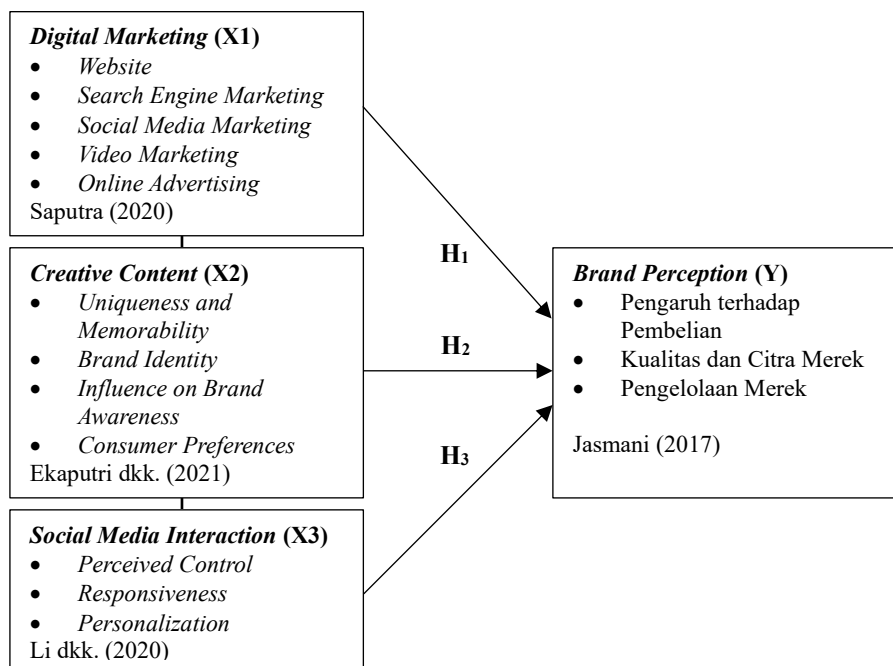 Digital Marketing (X1)
• Website
• Search Engine Marketing
• Social Media Marketing
• Video Marketing
• Online Advertising
Saputra (2020)
Creative Content (X2)
• Uniqueness and
Memorability
• Brand Identity
• Influence on Brand
Awareness
• Consumer Preferences
Ekaputri dkk. (2021)
Social Media Interaction (X3)
• Perceived Control
• Responsiveness
• Personalization
Li dkk. (2020)
H1
H2
H3
Brand Perception (Y)
• Pengaruh terhadap
Pembelian
• Kualitas dan Citra Merek
• Pengelolaan Merek
Jasmani (2017)